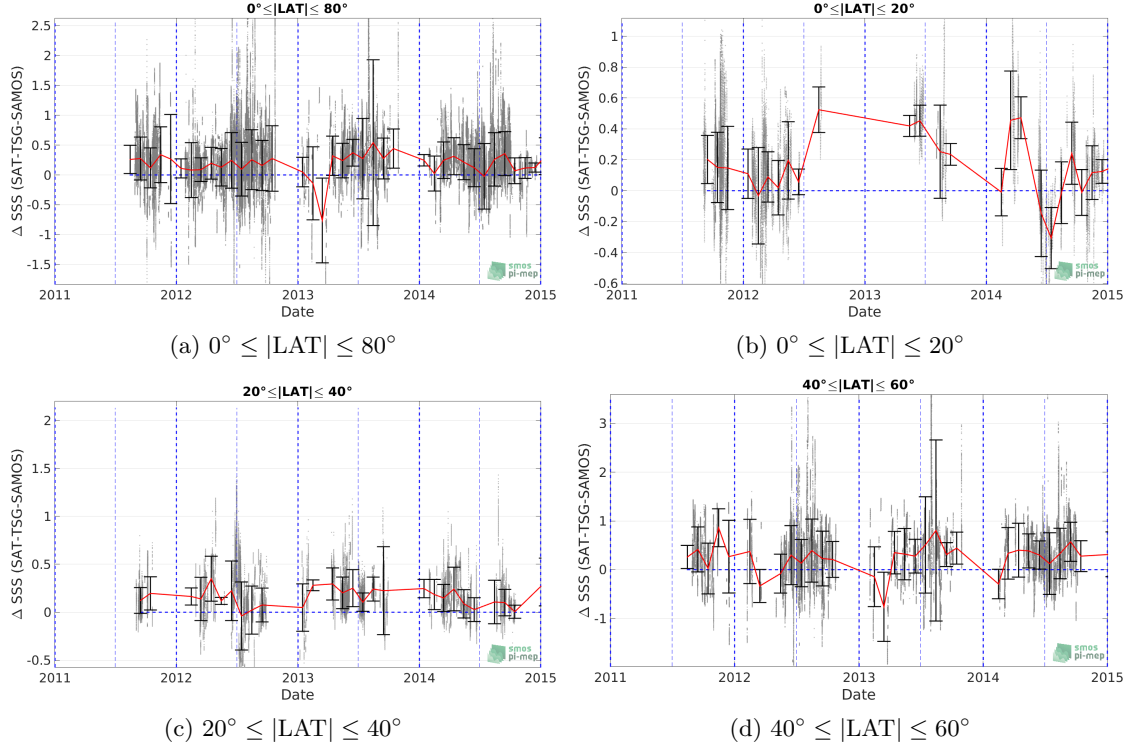 0°≤|LAT|≤ 80°
Δ SSS (SAT-TSG-SAMOS)
2.5
2
1.5
1
0.5
0
-0.5
-1
-1.5
2011 2012 2013 2014 2015
Date
smos
pi-mep
(a) 0° ≤ |LAT| ≤ 80°
0°≤|LAT|≤ 20°
Δ SSS (SAT-TSG-SAMOS)
1
0.8
0.6
0.4
0.2
0
-0.2
-0.4
-0.6
2011 2012 2013 2014 2015
Date
smos
pi-mep
(b) 0° ≤ |LAT| ≤ 20°
20°≤|LAT|≤ 40°
Δ SSS (SAT-TSG-SAMOS)
2
1.5
1
0.5
0
-0.5
2011 2012 2013 2014 2015
Date
smos
pi-mep
(c) 20° ≤ |LAT| ≤ 40°
40°≤|LAT|≤ 60°
Δ SSS (SAT-TSG-SAMOS)
3
2
1
0
-1
2011 2012 2013 2014 2015
Date
smos
pi-mep
(d) 40° ≤ |LAT| ≤ 60°